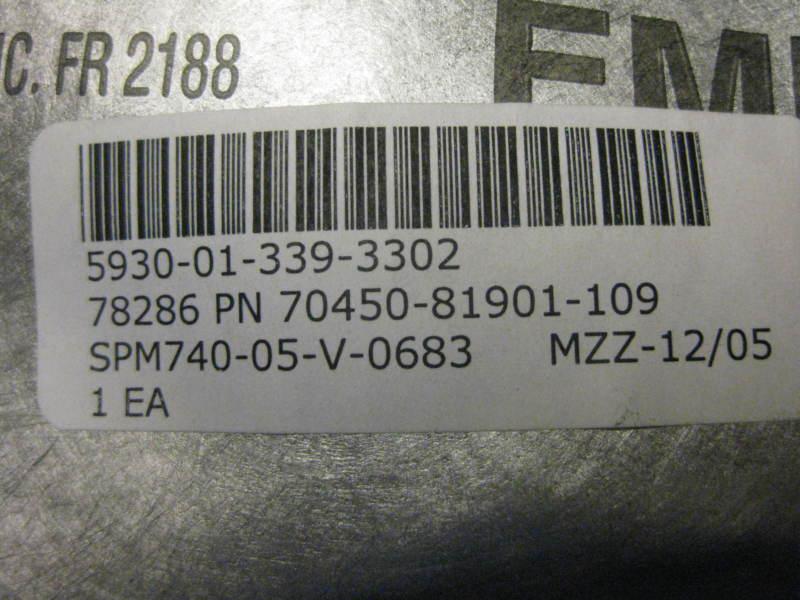 C. FR 2188
5930-01-339-3302
78286 PN 70450-81901-109
SPM740-05-V-0683 MZZ-12/05
1 EA